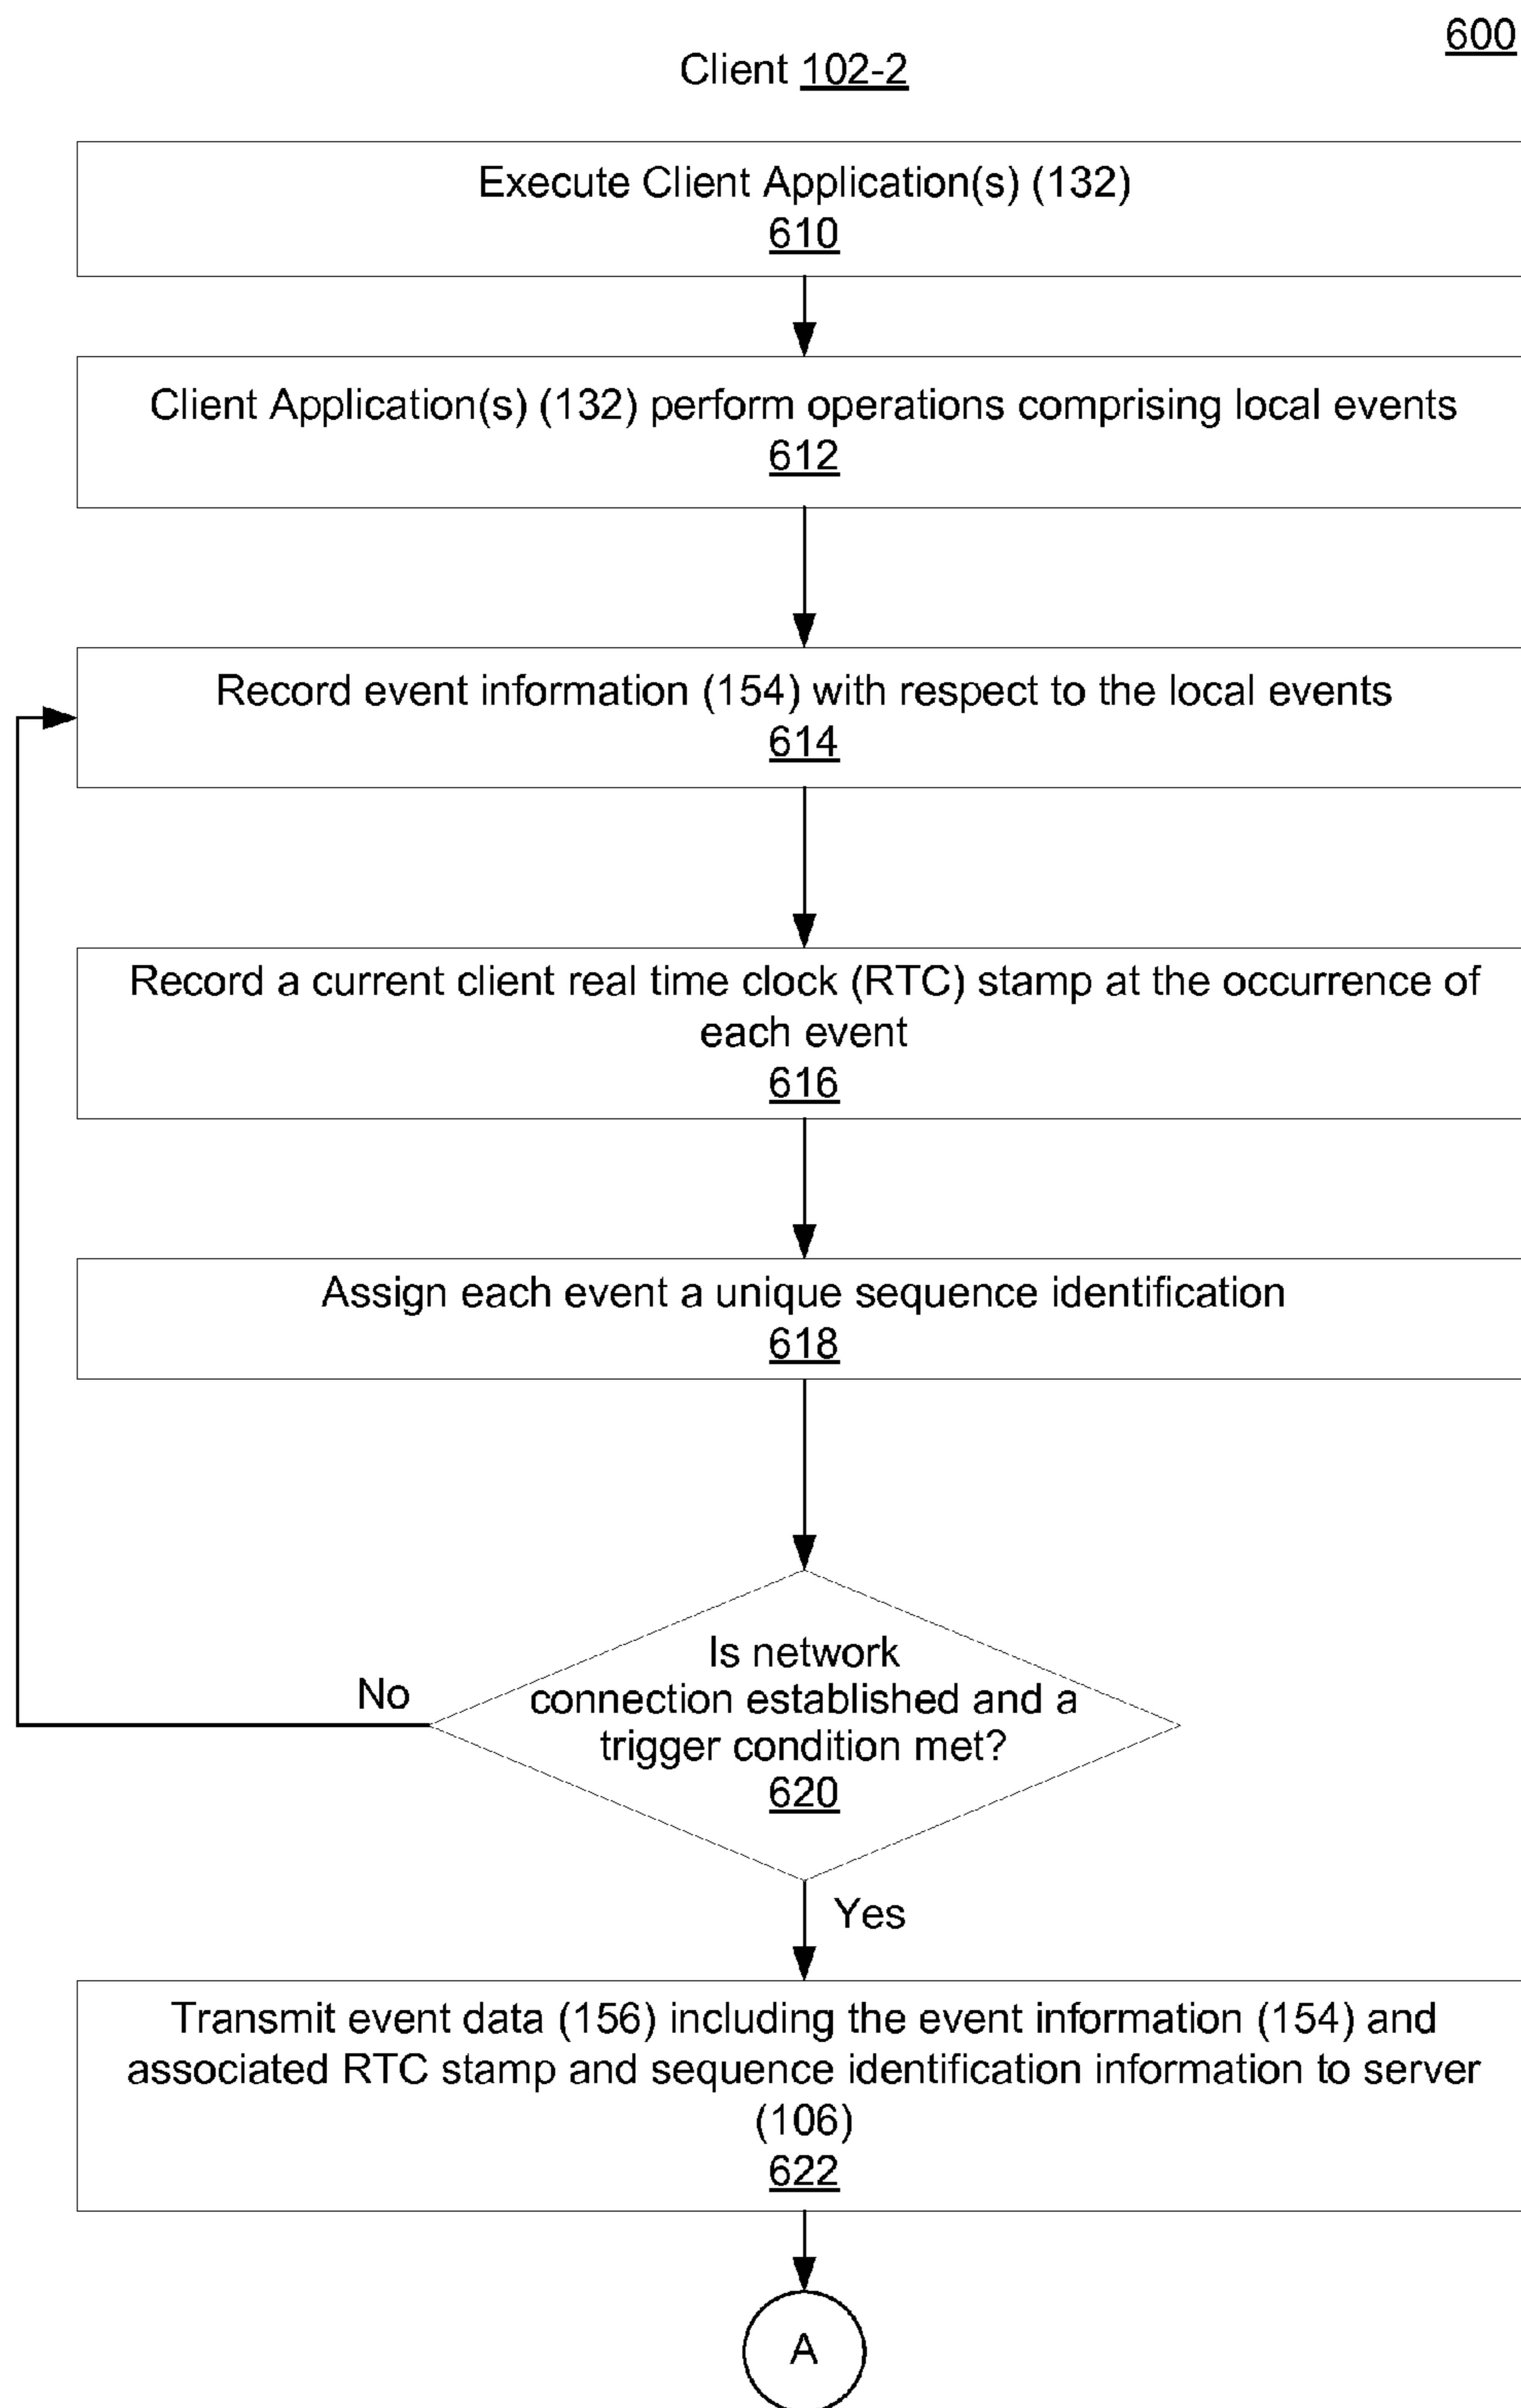 600
Client 102-2
Execute Client Application(s) (132)
610
Client Application(s) (132) perform operations comprising local events
612
Record event information (154) with respect to the local events
614
Record a current client real time clock (RTC) stamp at the occurrence of
each event
616
Assign each event a unique sequence identification
618
Is network
connection established and a
trigger condition met?
620
No
Yes
Transmit event data (156) including the event information (154) and
associated RTC stamp and sequence identification information to server
(106)
622
A